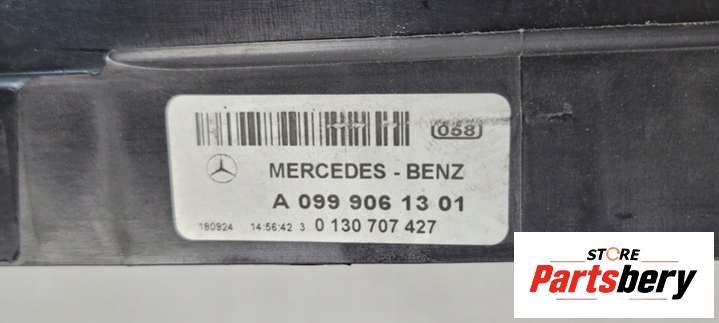 058
MERCEDES - BENZ
A 099 906 13 01
180924 14:56:42 3 0 130 707 427
STORE
Partsbery